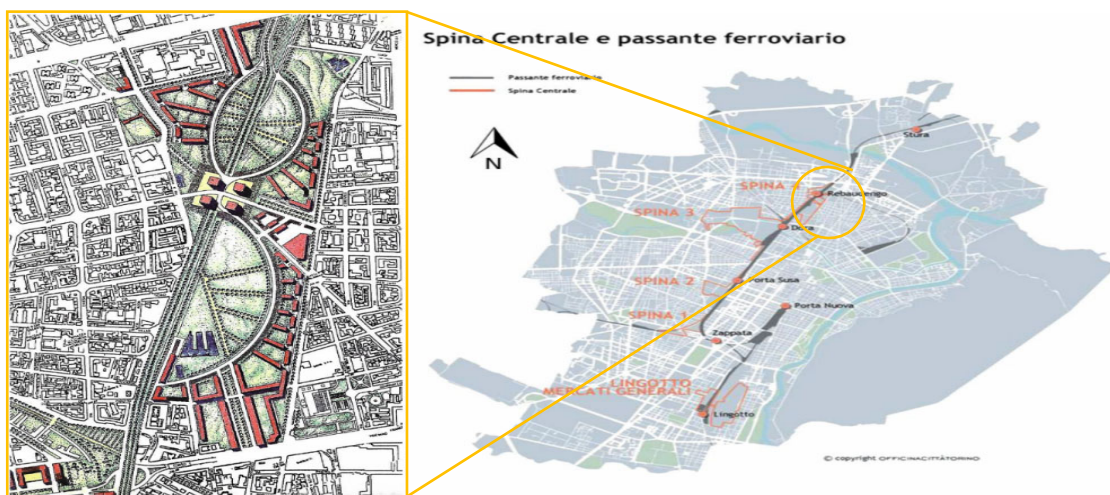 Spina Centrale e passante ferroviario
Passante ferroviario
Spina Centrale
N
Stura
SPINA
Rebaudengo
SPINA 3
Dora
SPINA 2
Porta Susa
Porta Nuova
SPINA 1
Zappata
LINGOTTO
MERCATI GENERALI
Lingotto
© copyright OFFICINACITTÀTORINO